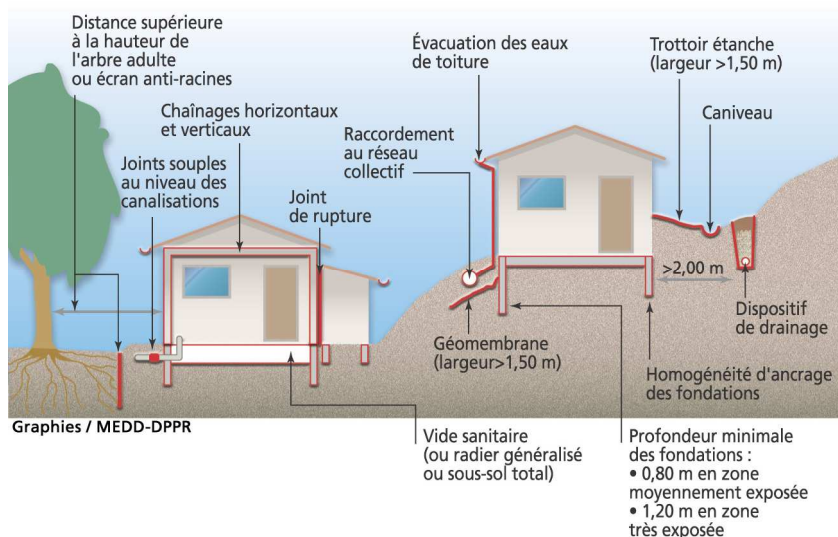 Distance supérieure
à la hauteur de
l'arbre adulte
ou écran anti-racines
Chaînages horizontaux
et verticaux
Joints souples
au niveau des
canalisations
Joint
de rupture
Évacuation des eaux
de toiture
Raccordement
au réseau
collectif
Trottoir étanche
(largeur >1,50 m)
Caniveau
>2,00 m
Dispositif
de drainage
Géomembrane
(largeur>1,50 m)
Homogénéité d'ancrage
des fondations
Graphies / MEDD-DPPR
Vide sanitaire
(ou radier généralisé
ou sous-sol total)
Profondeur minimale
des fondations :
• 0,80 m en zone
moyennement exposée
• 1,20 m en zone
très exposée